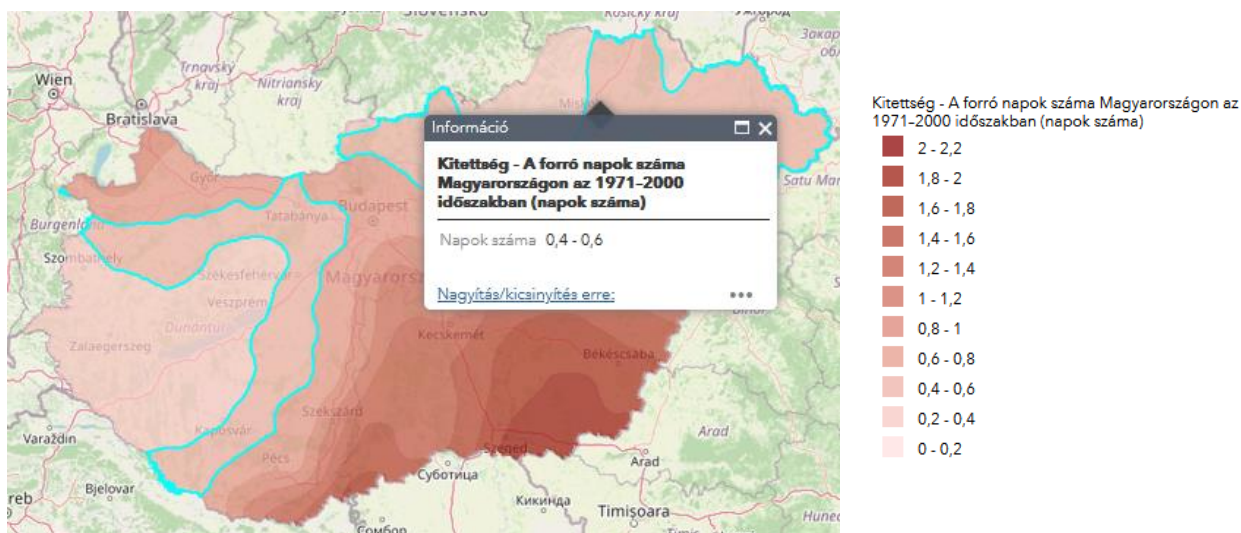 Slovensko
Košický kraj
Ужгород
Закар
Trnavský
kraj
Nitriansky
kraj
Wien
Bratislava
Miskolc
Győr
Tatabánya
Budapest
Satu Mar
Szombathely
Székesfehérvár
Veszprém
Dunántúl
Zalaegerszeg
Kecskemét
Békéscsaba
Szekszárd
Kaposvár
Pécs
Szeged
Varaždin
Bjelovar
reb
Суботица
Arad
Arad
Кикинда
Timișoara
Сомбор
Hune
Információ
Kitettség - A forró napok száma
Magyarországon az 1971–2000
időszakban (napok száma)
Napok száma 0,4 - 0,6
Nagyítás/kicsinyítés erre:
Kitettség - A forró napok száma Magyarországon az
1971–2000 időszakban (napok száma)
2 - 2,2
1,8 - 2
1,6 - 1,8
1,4 - 1,6
1,2 - 1,4
1 - 1,2
0,8 - 1
0,6 - 0,8
0,4 - 0,6
0,2 - 0,4
0 - 0,2